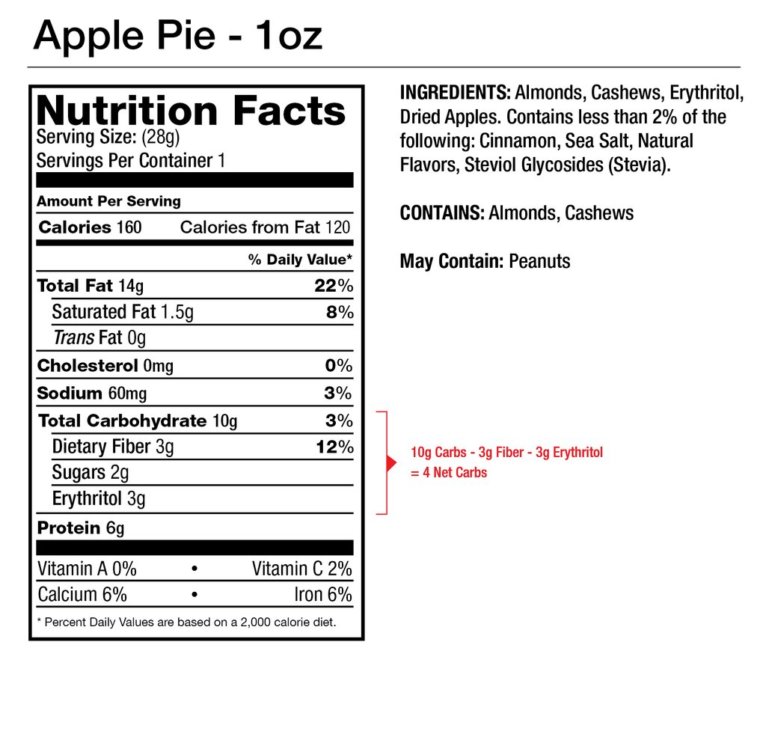 Apple Pie - 1oz
Nutrition Facts
Serving Size: (28g)
Servings Per Container 1
Amount Per Serving
Calories 160 Calories from Fat 120
% Daily Value*
Total Fat 14g 22%
Saturated Fat 1.5g 8%
Trans Fat 0g
Cholesterol 0mg 0%
Sodium 60mg 3%
Total Carbohydrate 10g 3%
Dietary Fiber 3g 12%
Sugars 2g
Erythritol 3g
Protein 6g
Vitamin A 0% • Vitamin C 2%
Calcium 6% • Iron 6%
* Percent Daily Values are based on a 2,000 calorie diet.
INGREDIENTS: Almonds, Cashews, Erythritol,
Dried Apples. Contains less than 2% of the
following: Cinnamon, Sea Salt, Natural
Flavors, Steviol Glycosides (Stevia).
CONTAINS: Almonds, Cashews
May Contain: Peanuts
10g Carbs - 3g Fiber - 3g Erythritol
= 4 Net Carbs